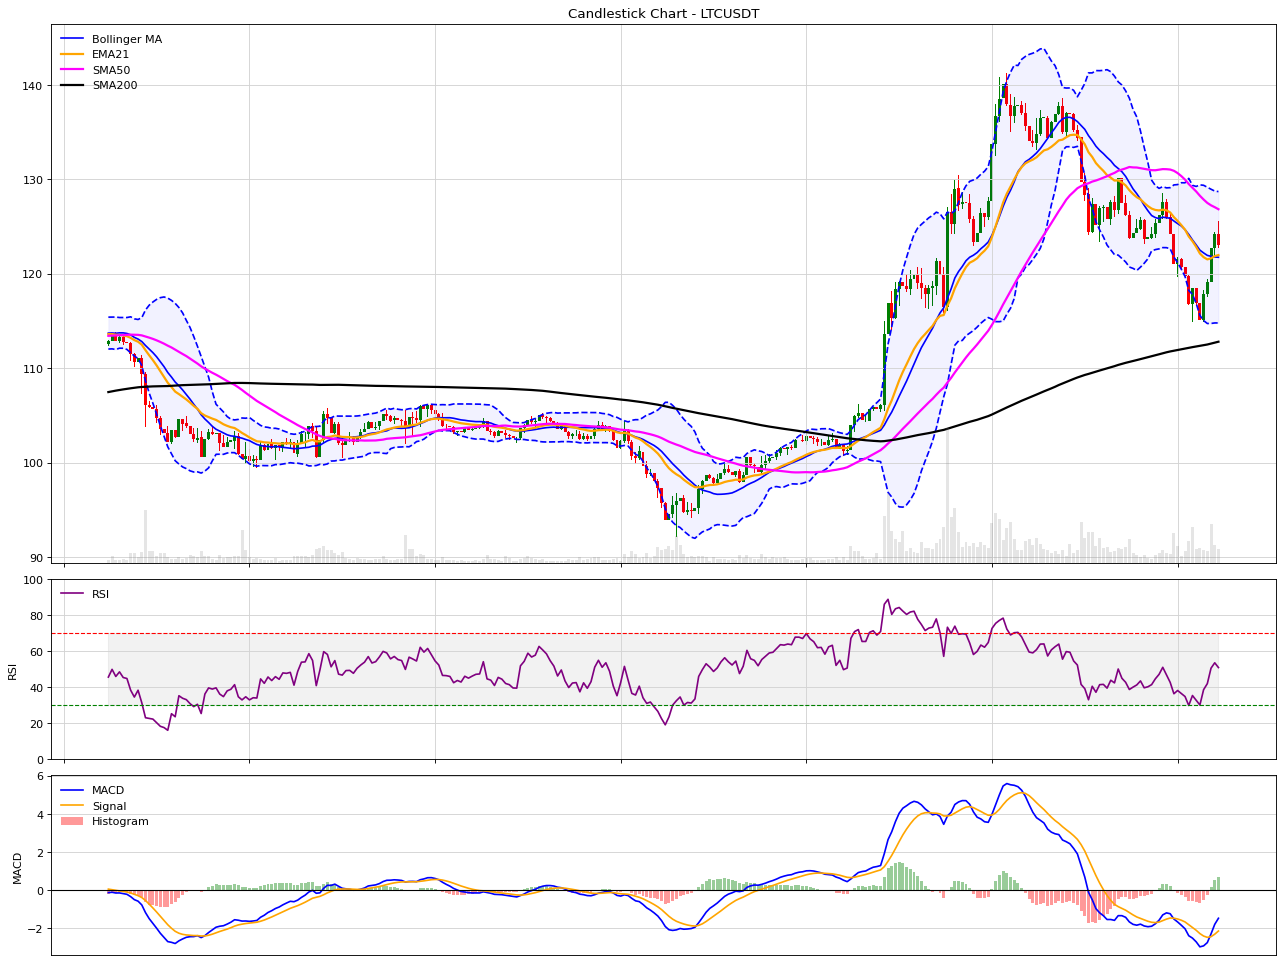 Candlestick Chart - LTCUSDT
Bollinger MA
EMA21
SMA50
SMA200
140
130
120
110
100
90
RSI
100
80
60
40
20
0
RSI
MACD
Signal
Histogram
6
4
2
0
−2
MACD